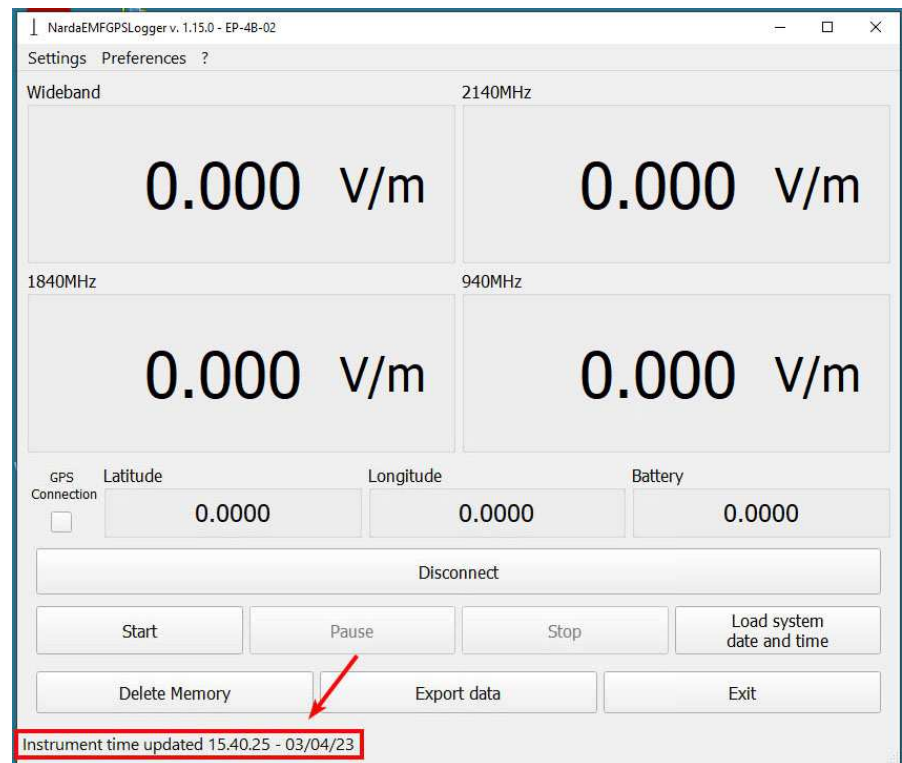 NardaEMFGPSLogger v. 1.15.0 - EP-4B-02
Settings Preferences ?
Wideband
0.000 V/m
2140MHz
0.000 V/m
1840MHz
0.000 V/m
940MHz
0.000 V/m
GPS
Connection
Latitude
0.0000
Longitude
0.0000
Battery
0.0000
Disconnect
Start
Pause
Stop
Load system
date and time
Delete Memory
Export data
Exit
Instrument time updated 15.40.25 - 03/04/23